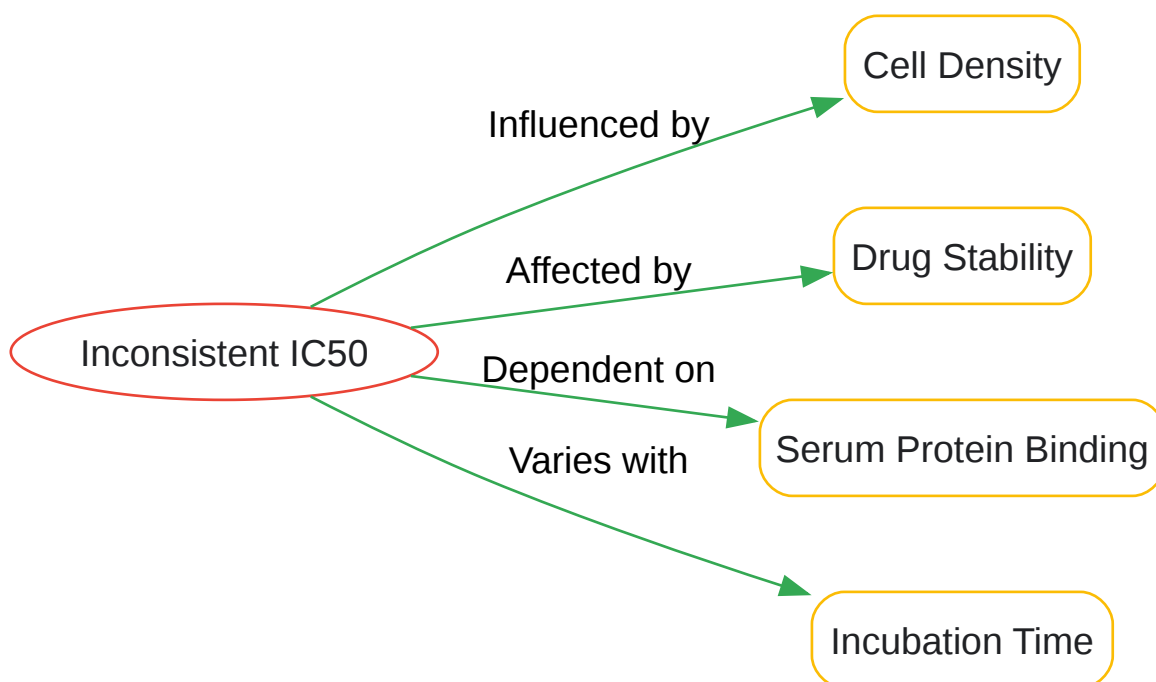 Cell Density
Influenced by
Drug Stability
Affected by
Inconsistent IC50
Dependent on
Serum Protein Binding
Varies with
Incubation Time